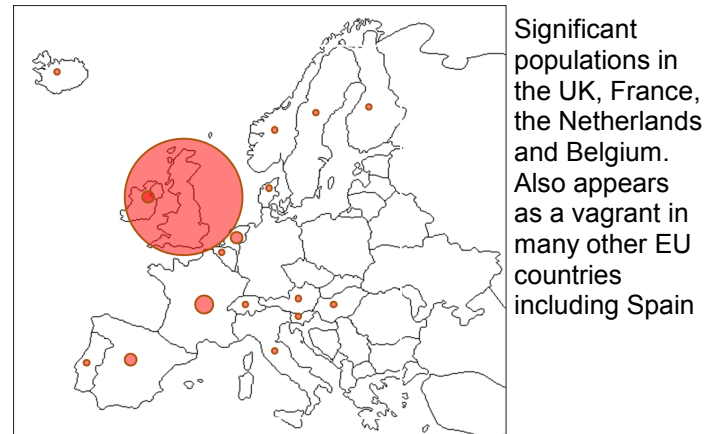 Significant
populations in
the UK, France,
the Netherlands
and Belgium.
Also appears
as a vagrant in
many other EU
countries
including Spain